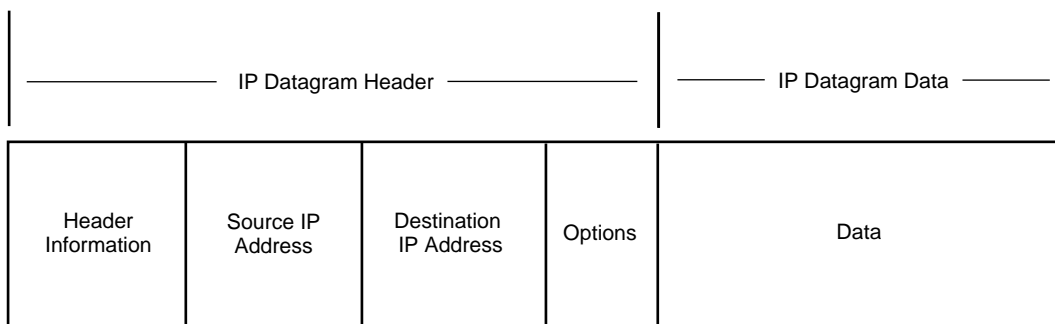 IP Datagram Header
IP Datagram Data
Header
Information
Source IP
Address
Destination
IP Address
Options
Data